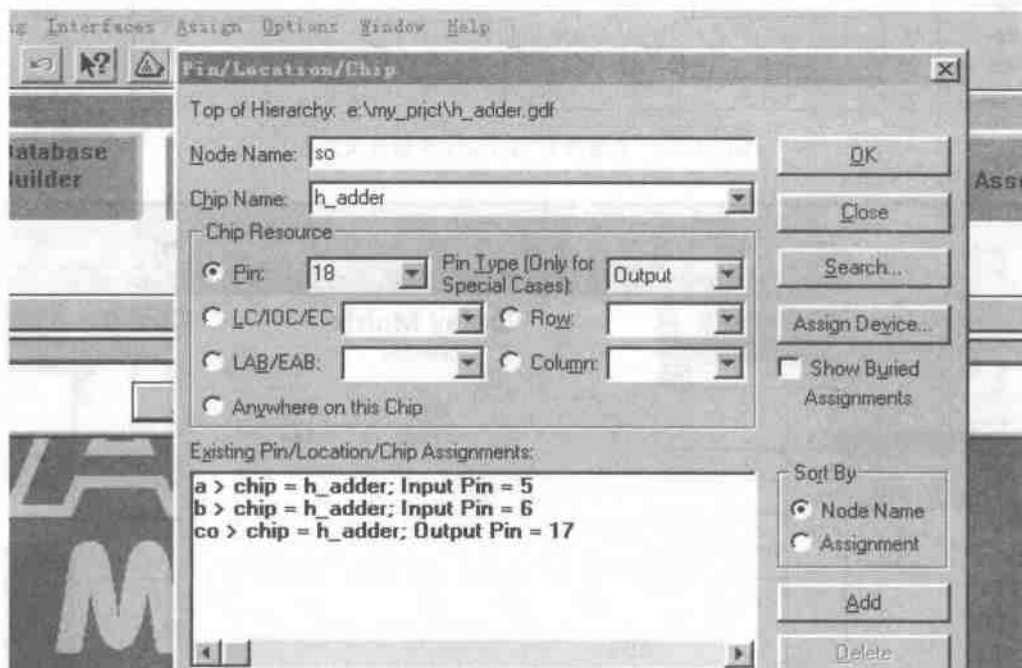 Interfaces Assign Options Window Help
Pin/Location/Chip
Top of Hierarchy: e:\my_prjct\h_adder.gdf
Node Name: so
OK
Chip Name: h_adder
Close
Chip Resource
Pin: 18
Pin Type (Only for Special Cases): Output
Search...
LC/IOC/EC
Row:
Assign Device...
LAB/EAB:
Column:
Show Buried Assignments
Anywhere on this Chip
Existing Pin/Location/Chip Assignments:
a > chip = h_adder; Input Pin = 5
b > chip = h_adder; Input Pin = 6
co > chip = h_adder; Output Pin = 17
Sort By
Node Name
Assignment
Add
Delete